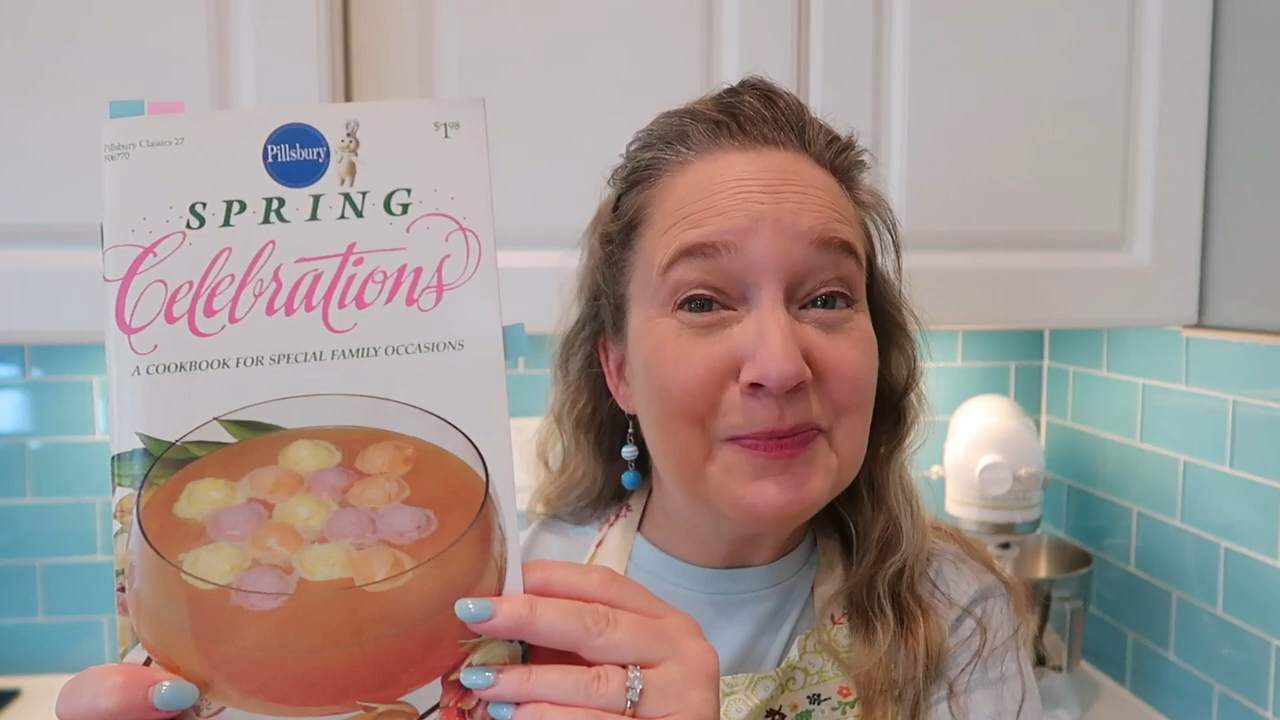 Pillsbury Classics 27
$1.98
Pillsbury
SPRING
Celebrations
A COOKBOOK FOR SPECIAL FAMILY OCCASIONS